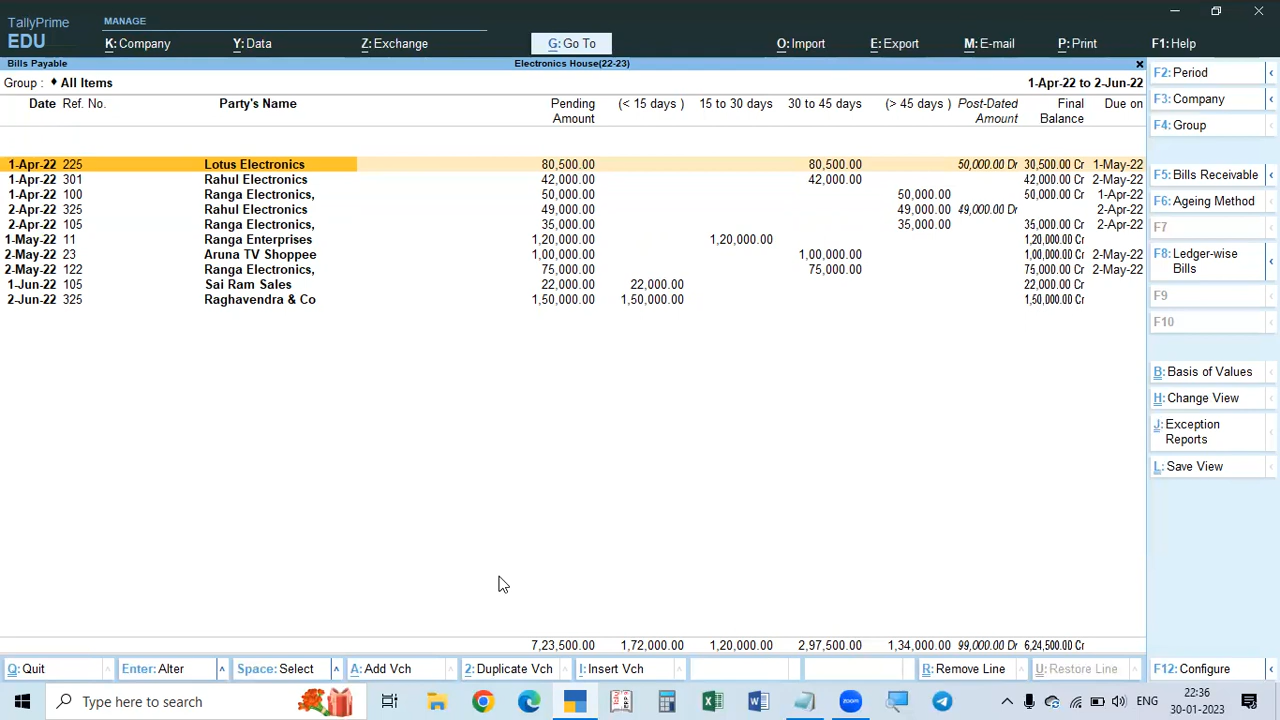 TallyPrime
EDU
MANAGE
K: Company
Y: Data
Z: Exchange
G: Go To
O: Import
E: Export
M: E-mail
P: Print
F1: Help
Bills Payable
Electronics House(22-23)
Group : ♦ All Items
1-Apr-22 to 2-Jun-22
Date Ref. No. Party's Name Pending Amount (< 15 days ) 15 to 30 days 30 to 45 days (> 45 days ) Post-Dated Amount Final Balance Due on
1-Apr-22 225 Lotus Electronics 80,500.00 80,500.00 50,000.00 Dr 30,500.00 Cr 1-May-22
1-Apr-22 301 Rahul Electronics 42,000.00 42,000.00 42,000.00 Cr 2-May-22
1-Apr-22 100 Ranga Electronics, 50,000.00 50,000.00 50,000.00 Cr 1-Apr-22
2-Apr-22 325 Rahul Electronics 49,000.00 49,000.00 49,000.00 Dr 2-Apr-22
2-Apr-22 105 Ranga Electronics, 35,000.00 35,000.00 35,000.00 Cr 2-Apr-22
1-May-22 11 Ranga Enterprises 1,20,000.00 1,20,000.00 1,20,000.00 Cr
2-May-22 23 Aruna TV Shoppee 1,00,000.00 1,00,000.00 1,00,000.00 Cr 2-May-22
2-May-22 122 Ranga Electronics, 75,000.00 75,000.00 75,000.00 Cr 2-May-22
1-Jun-22 105 Sai Ram Sales 22,000.00 22,000.00 22,000.00 Cr
2-Jun-22 325 Raghavendra & Co 1,50,000.00 1,50,000.00 1,50,000.00 Cr
7,23,500.00 1,72,000.00 1,20,000.00 2,97,500.00 1,34,000.00 99,000.00 Dr 6,24,500.00 Cr
F2: Period
F3: Company
F4: Group
F5: Bills Receivable
F6: Ageing Method
F7
F8: Ledger-wise
Bills
F9
F10
B: Basis of Values
H: Change View
J: Exception
Reports
L: Save View
Q: Quit
Enter: Alter
Space: Select
A: Add Vch
2: Duplicate Vch
I: Insert Vch
R: Remove Line
U: Restore Line
F12: Configure
Type here to search
ENG
22:36
30-01-2023